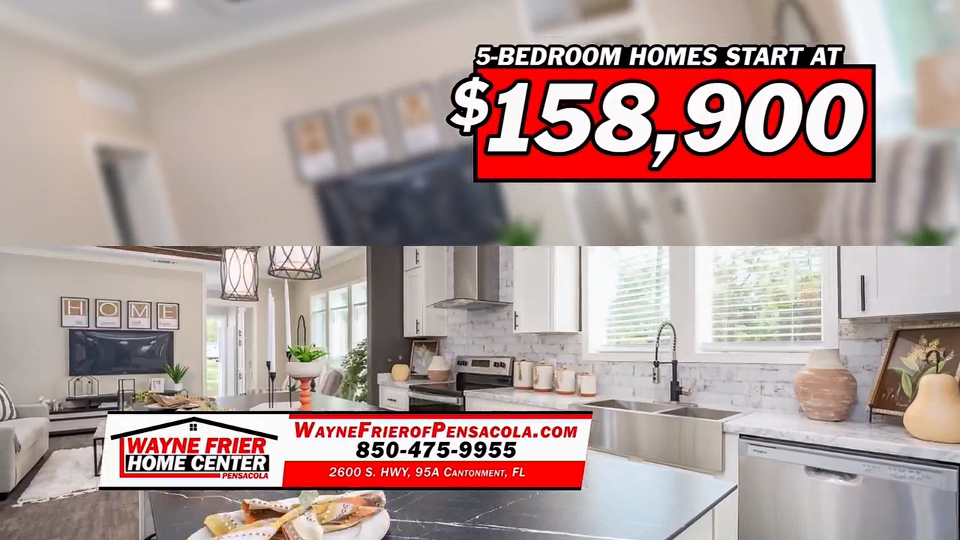 5-BEDROOM HOMES START AT
$158,900
HOME
WAYNE FRIER
HOME CENTER
PENSACOLA
WAYNEFRIEROFPENSACOLA.COM
850-475-9955
2600 S. HWY, 95A CANTONMENT, FL